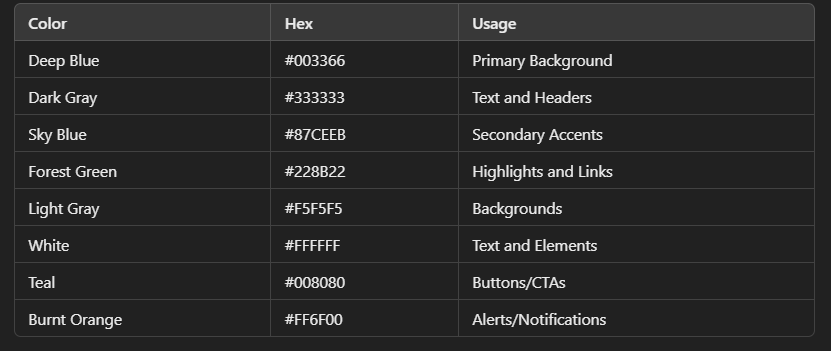 Color Hex Usage
Deep Blue #003366 Primary Background
Dark Gray #333333 Text and Headers
Sky Blue #87CEEB Secondary Accents
Forest Green #228B22 Highlights and Links
Light Gray #F5F5F5 Backgrounds
White #FFFFFF Text and Elements
Teal #008080 Buttons/CTAs
Burnt Orange #FF6F00 Alerts/Notifications